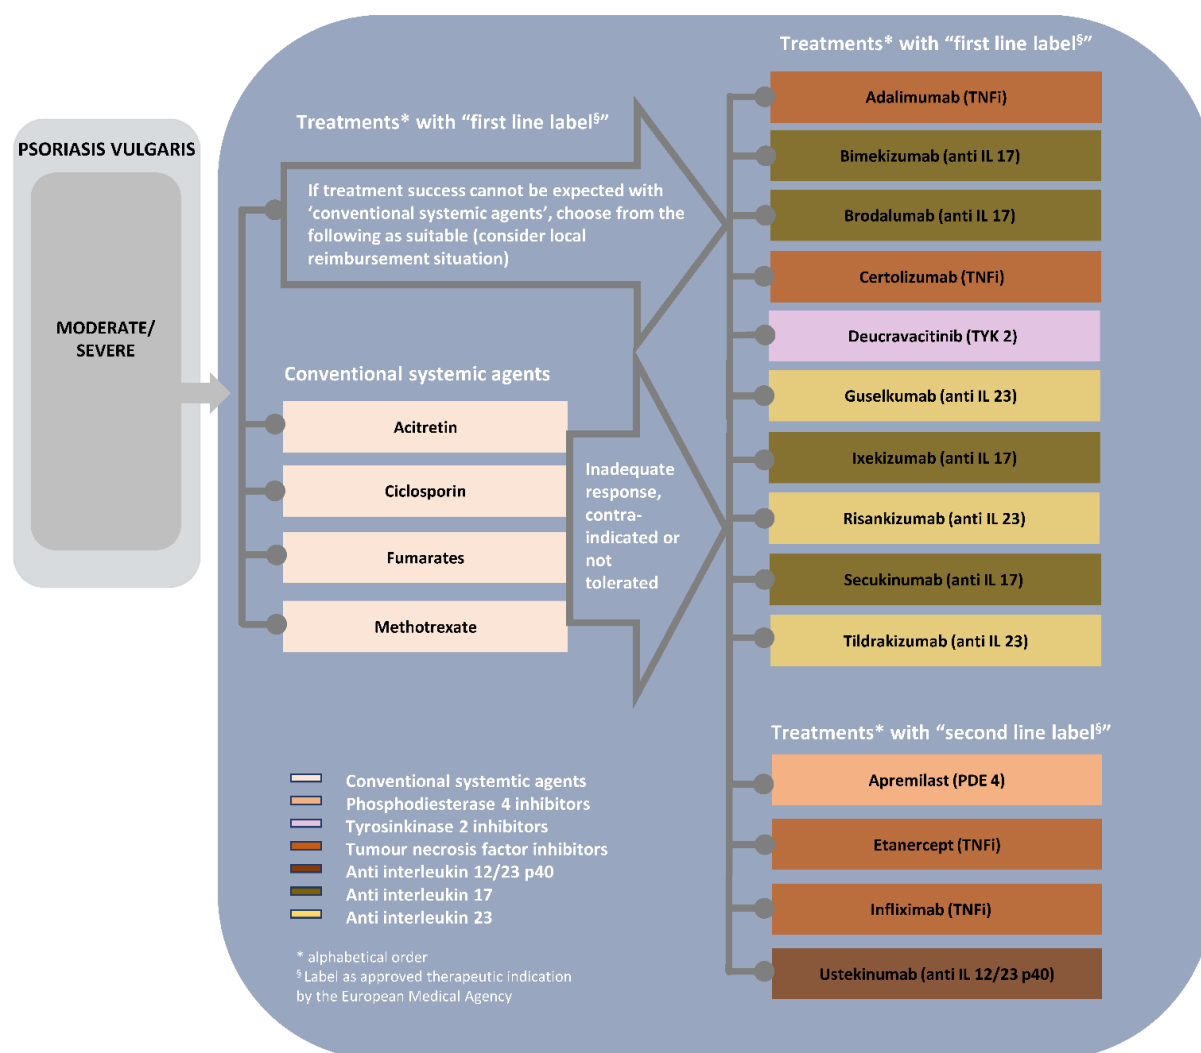 PSORIASIS VULGARIS
MODERATE/
SEVERE
Treatments* with “first line label§”
If treatment success cannot be expected with
‘conventional systemic agents’, choose from the
following as suitable (consider local
reimbursement situation)
Conventional systemic agents
Acitretin
Ciclosporin
Fumarates
Methotrexate
Inadequate
response,
contra-
indicated or
not
tolerated
Treatments* with “first line label§”
Adalimumab (TNFi)
Bimekizumab (anti IL 17)
Brodalumab (anti IL 17)
Certolizumab (TNFi)
Deucravacitinib (TYK 2)
Guselkumab (anti IL 23)
Ixekizumab (anti IL 17)
Risankizumab (anti IL 23)
Secukinumab (anti IL 17)
Tildrakizumab (anti IL 23)
Treatments* with “second line label§”
Apremilast (PDE 4)
Etanercept (TNFi)
Infliximab (TNFi)
Ustekinumab (anti IL 12/23 p40)
Conventional systemtic agents
Phosphodiesterase 4 inhibitors
Tyrosinkinase 2 inhibitors
Tumour necrosis factor inhibitors
Anti interleukin 12/23 p40
Anti interleukin 17
Anti interleukin 23
* alphabetical order
§ Label as approved therapeutic indication
by the European Medical Agency